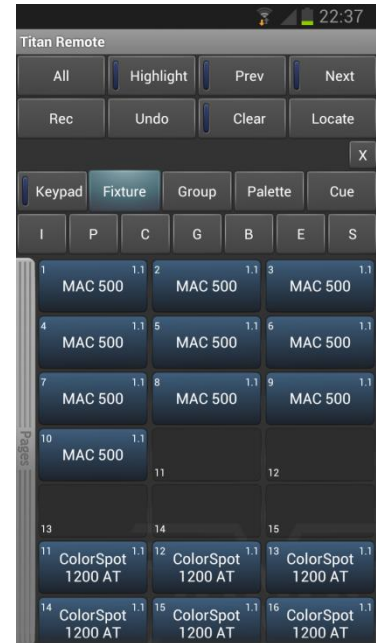 22:37
Titan Remote
All Highlight Prev Next
Rec Undo Clear Locate
X
Keypad Fixture Group Palette Cue
I P C G B E S
1 1.1 2 1.1 3 1.1
MAC 500 MAC 500 MAC 500
4 1.1 5 1.1 6 1.1
MAC 500 MAC 500 MAC 500
7 1.1 8 1.1 9 1.1
MAC 500 MAC 500 MAC 500
Pages
10 1.1
MAC 500
11 12
13 14 15
11 1.1 12 1.1 13 1.1
ColorSpot ColorSpot ColorSpot
1200 AT 1200 AT 1200 AT
14 1.1 15 1.1 16 1.1
ColorSpot ColorSpot ColorSpot
1200 AT 1200 AT 1200 AT